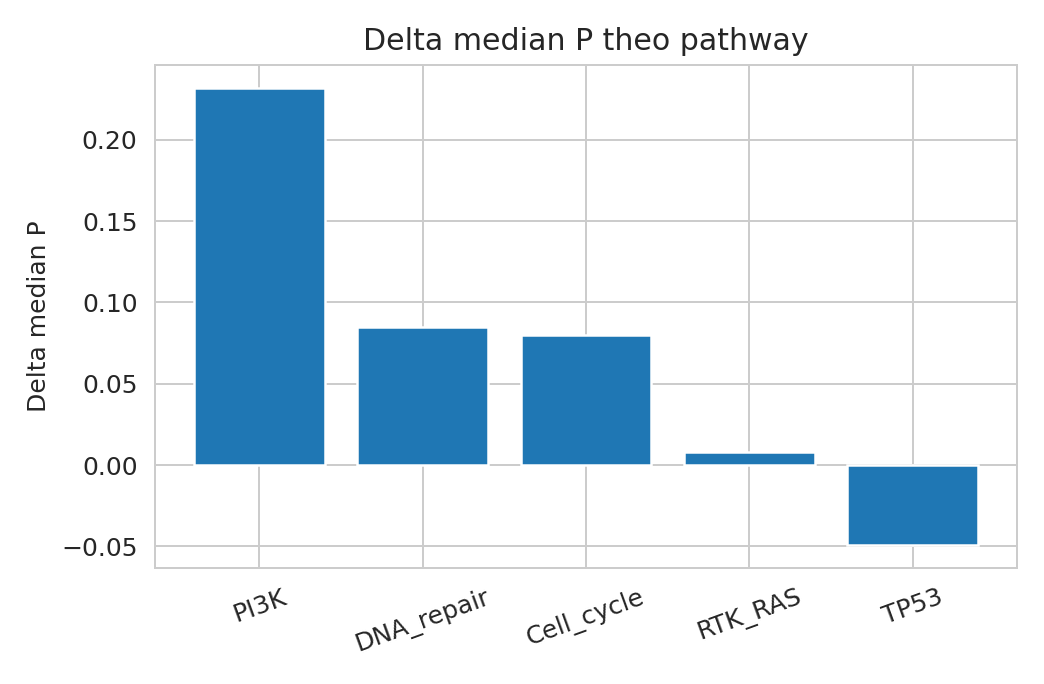 Delta median P theo pathway
Delta median P
0.20
0.15
0.10
0.05
0.00
−0.05
PI3K
DNA_repair
Cell_cycle
RTK_RAS
TP53